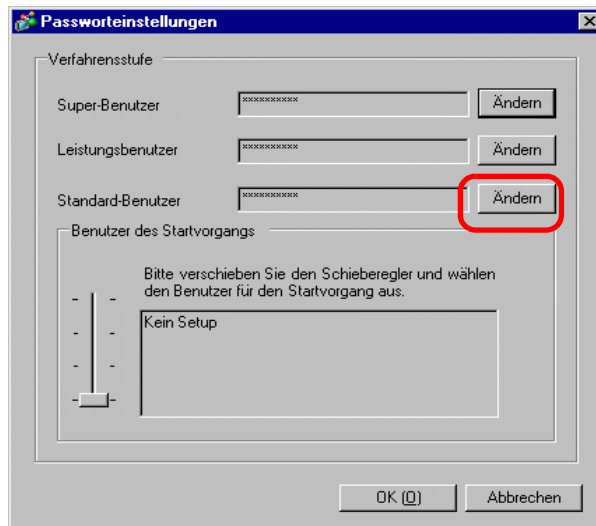 Passworteinstellungen
Verfahrensstufe
Super-Benutzer ********** Ändern
Leistungsbenutzer ********** Ändern
Standard-Benutzer ********** Ändern
Benutzer des Startvorgangs
Bitte verschieben Sie den Schieberegler und wählen
den Benutzer für den Startvorgang aus.
Kein Setup
OK (O) Abbrechen